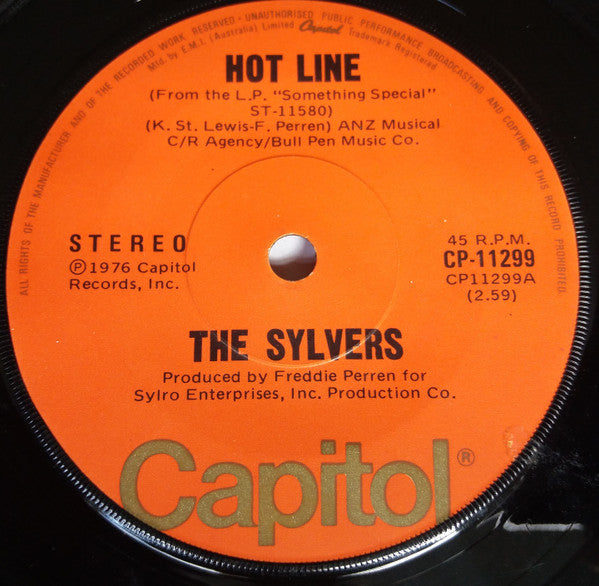 ALL RIGHTS OF THE MANUFACTURER AND OF THE RECORDED WORK RESERVED - UNAUTHORISED PUBLIC PERFORMANCE BROADCASTING AND COPYING OF THIS RECORD PROHIBITED.
Mfd. by E.M.I. (Australia) Limited Capitol Trademark Registered
HOT LINE
(From the L.P. "Something Special"
ST-11580)
(K. St. Lewis-F. Perren) ANZ Musical
C/R Agency/Bull Pen Music Co.
STEREO
Ⓟ1976 Capitol
Records, Inc.
45 R.P.M.
CP-11299
CP11299A
(2.59)
THE SYLVERS
Produced by Freddie Perren for
Sylro Enterprises, Inc. Production Co.
Capitol®